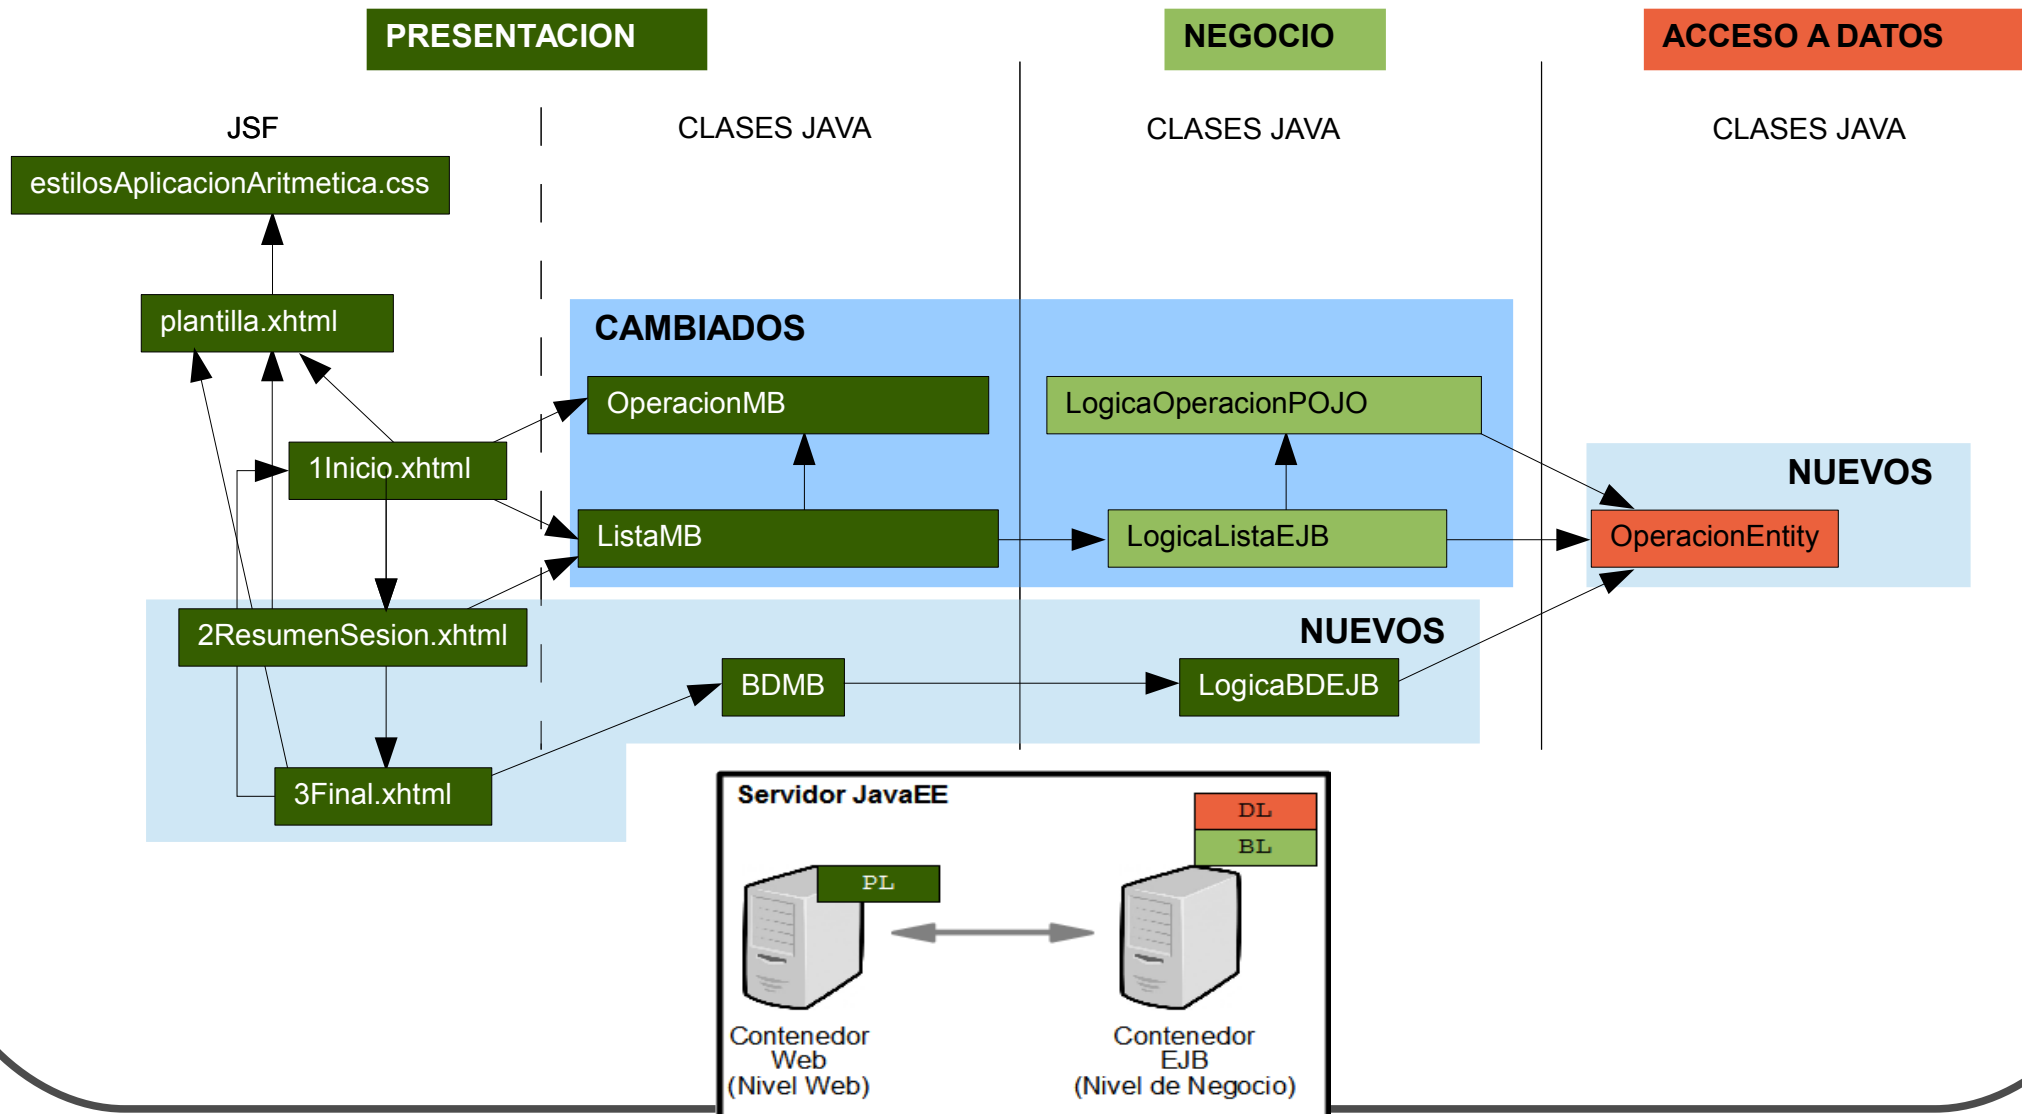 PRESENTACION
NEGOCIO
ACCESO A DATOS
JSF
CLASES JAVA
CLASES JAVA
CLASES JAVA
estilosAplicacionAritmetica.css
plantilla.xhtml
CAMBIADOS
OperacionMB
LogicaOperacionPOJO
1Inicio.xhtml
NUEVOS
ListaMB
LogicaListaEJB
OperacionEntity
2ResumenSesion.xhtml
NUEVOS
BDMB
LogicaBDEJB
3Final.xhtml
Servidor JavaEE
DL
BL
PL
Contenedor
Web
(Nivel Web)
Contenedor
EJB
(Nivel de Negocio)